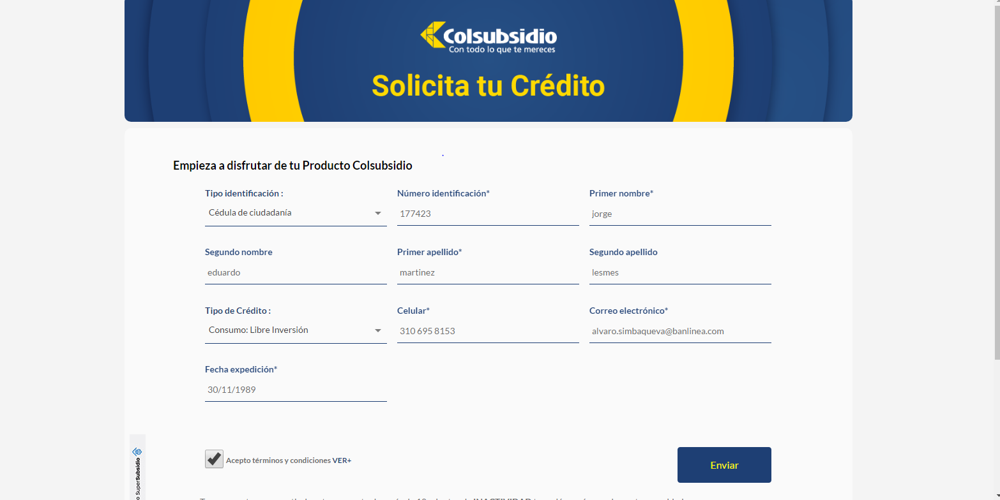 Colsubsidio
Con todo lo que te mereces
Solicita tu Crédito
Empieza a disfrutar de tu Producto Colsubsidio
Tipo identificación :
Número identificación*
Primer nombre*
Cédula de ciudadanía
177423
jorge
Segundo nombre
Primer apellido*
Segundo apellido
eduardo
martinez
lesmes
Tipo de Crédito :
Celular*
Correo electrónico*
Consumo: Libre Inversión
310 695 8153
alvaro.simbaqueva@banlinea.com
Fecha expedición*
30/11/1989
Acepto términos y condiciones VER+
Enviar
SuperSubsidio
INACTIVIDAD